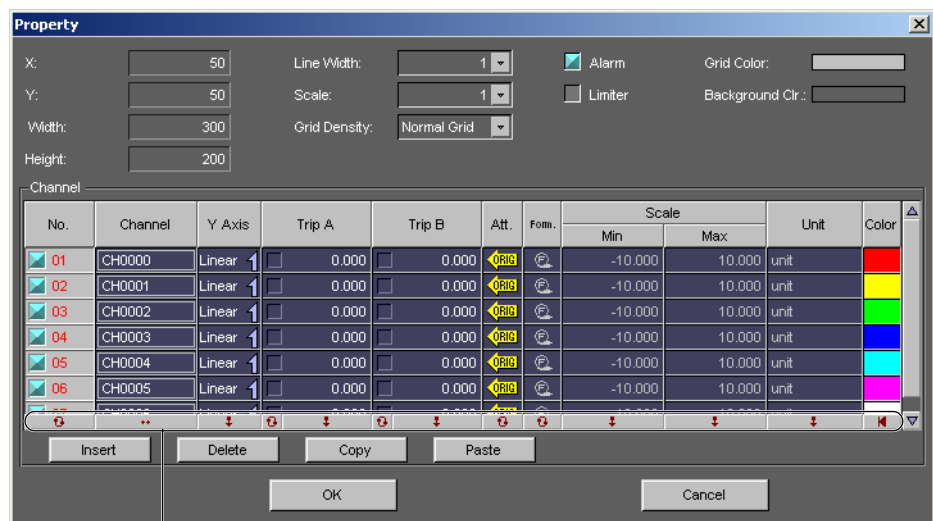 Property
X: 50 Line Width: 1 Alarm Grid Color:
Y: 50 Scale: 1 Limiter Background Clr.:
Width: 300 Grid Density: Normal Grid
Height: 200
Channel
No. Channel Y Axis Trip A Trip B Att. Form. Scale Unit Color
Min Max
01 CH0000 Linear 0.000 0.000 ORIG F -10.000 10.000 unit
02 CH0001 Linear 0.000 0.000 ORIG F -10.000 10.000 unit
03 CH0002 Linear 0.000 0.000 ORIG F -10.000 10.000 unit
04 CH0003 Linear 0.000 0.000 ORIG F -10.000 10.000 unit
05 CH0004 Linear 0.000 0.000 ORIG F -10.000 10.000 unit
06 CH0005 Linear 0.000 0.000 ORIG F -10.000 10.000 unit
Insert Delete Copy Paste
OK Cancel